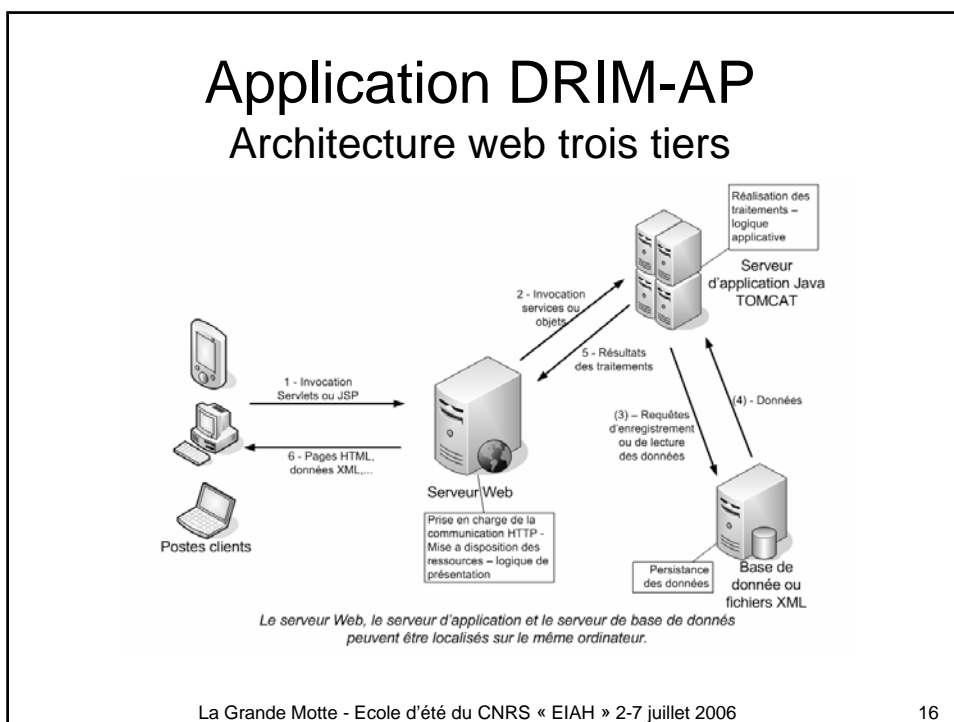 Application DRIM-AP
Architecture web trois tiers
Réalisation des
traitements –
logique
applicative
Serveur
d'application Java
TOMCAT
2 - Invocation
services ou
objets
5 - Résultats
des traitements
1 - Invocation
Servlets ou JSP
(3) – Requêtes
d'enregistrement
ou de lecture
des données
(4) - Données
6 - Pages HTML,
données XML,...
Serveur Web
Postes clients
Prise en charge de la
communication HTTP -
Mise a disposition des
ressources – logique de
présentation
Persistance
des données
Base de
donnée ou
fichiers XML
Le serveur Web, le serveur d'application et le serveur de base de donnés
peuvent être localisés sur le même ordinateur.
La Grande Motte - Ecole d'été du CNRS « EIAH » 2-7 juillet 2006
16